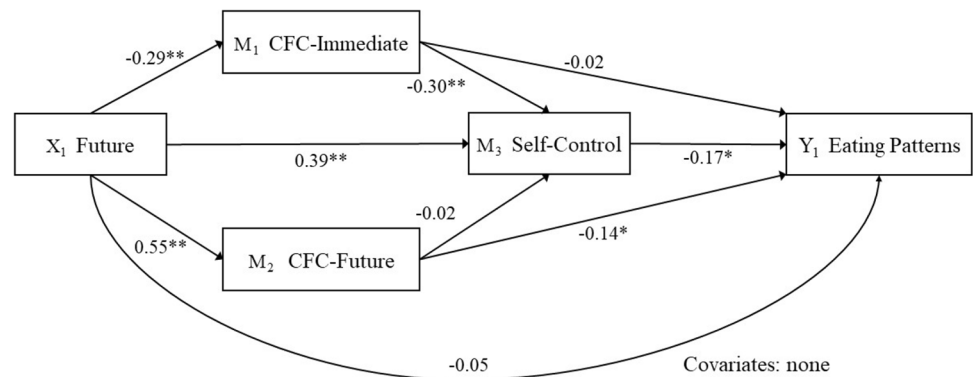 M₁ CFC-Immediate
-0.29**
-0.02
-0.30**
X₁ Future
0.39**
M₃ Self-Control
-0.17*
Y₁ Eating Patterns
-0.02
0.55**
M₂ CFC-Future
-0.14*
-0.05
Covariates: none